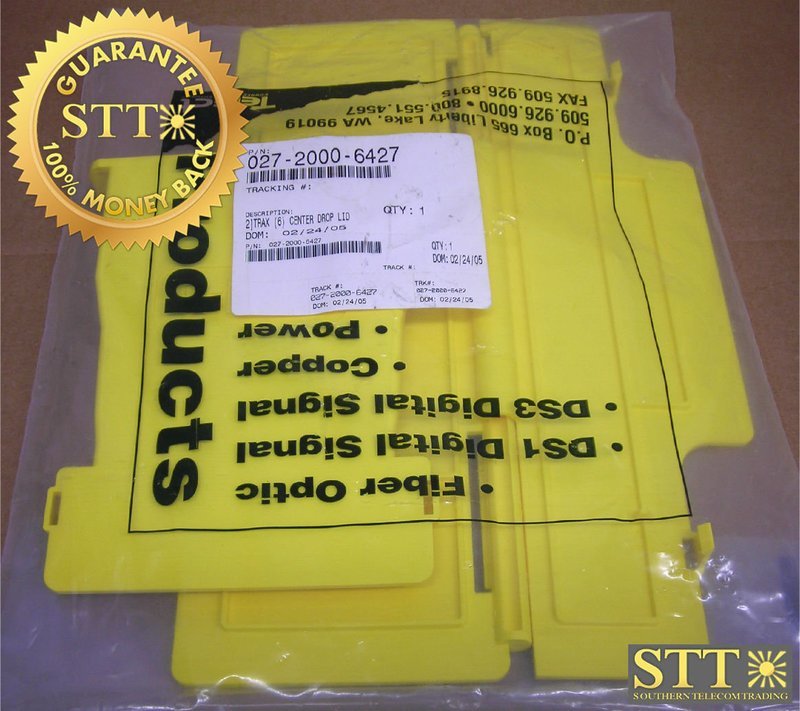 GUARANTEE
STT
100% MONEY BACK
P/N:
027-2000-6427
TRACKING #:
DESCRIPTION:
2]TRAX (6) CENTER DROP LID
QTY: 1
DOM: 02/24/05
P/N: 027-2000-6427
QTY:1
DOM:02/24/05
TRACK #:
TRACK #:
027-2000-6427
DOM: 02/24/05
TRK#:
027-2000-6427
DOM: 02/24/05
P.O. Box 665 Liberty Lake, WA 99019
509.926.6000 • 800.551.4567
FAX 509.926.8915
• Fiber Optic
• DS1 Digital Signal
• DS3 Digital Signal
• Copper
• Power
STT
SOUTHERN TELECOM TRADING